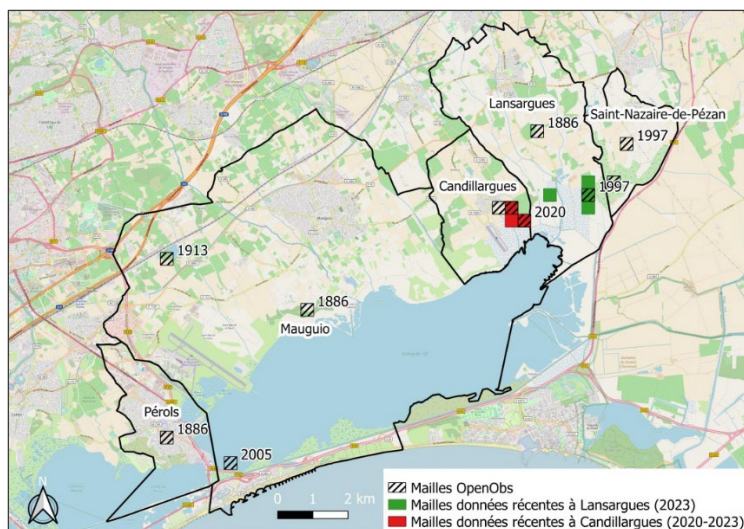 Lansargues
1886
Saint-Nazaire-de-Pézan
1997
Candillargues
1997
2020
1913
1886
Mauguio
Pérols
1886
2005
N
0 1 2 km
Mailles OpenObs
Mailles données récentes à Lansargues (2023)
Mailles données récentes à Candillargues (2020-2023)